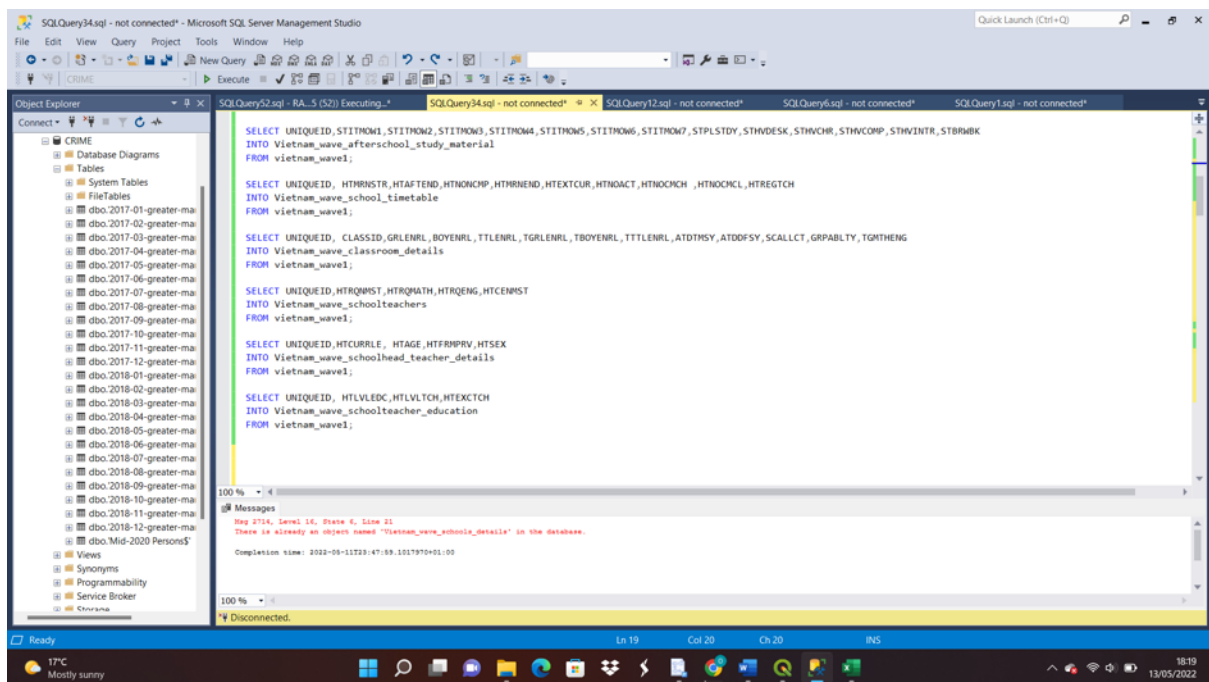 SQLQuery34.sql - not connected* - Microsoft SQL Server Management Studio
Quick Launch (Ctrl+Q)
File Edit View Query Project Tools Window Help
New Query
CRIME
Execute
Object Explorer
SQLQuery52.sql - RA...5 (52)) Executing...*
SQLQuery34.sql - not connected*
SQLQuery12.sql - not connected*
SQLQuery6.sql - not connected*
SQLQuery1.sql - not connected*
Connect
CRIME
Database Diagrams
Tables
System Tables
FileTables
dbo.'2017-01-greater-ma
dbo.'2017-02-greater-ma
dbo.'2017-03-greater-ma
dbo.'2017-04-greater-ma
dbo.'2017-05-greater-ma
dbo.'2017-06-greater-ma
dbo.'2017-07-greater-ma
dbo.'2017-08-greater-ma
dbo.'2017-09-greater-ma
dbo.'2017-10-greater-ma
dbo.'2017-11-greater-ma
dbo.'2017-12-greater-ma
dbo.'2018-01-greater-ma
dbo.'2018-02-greater-ma
dbo.'2018-03-greater-ma
dbo.'2018-04-greater-ma
dbo.'2018-05-greater-ma
dbo.'2018-06-greater-ma
dbo.'2018-07-greater-ma
dbo.'2018-08-greater-ma
dbo.'2018-09-greater-ma
dbo.'2018-10-greater-ma
dbo.'2018-11-greater-ma
dbo.'2018-12-greater-ma
dbo.'Mid-2020 Persons$'
Views
Synonyms
Programmability
Service Broker
Storage
SELECT UNIQUEID,STITMOW1,STITMOW2,STITMOW3,STITMOW4,STITMOW5,STITMOW6,STITMOW7,STPLSTDY,STHVDESK,STHVCHR,STHVCOMP,STHVINTR,STBRWBK
INTO Vietnam_wave_afterschool_study_material
FROM vietnam_wave1;
SELECT UNIQUEID, HTMRNSTR,HTAFTEND,HTNONCMP,HTMRNEND,HTEXTCUR,HTNOACT,HTNOCMCH ,HTNOCMCL,HTREGTCH
INTO Vietnam_wave_school_timetable
FROM vietnam_wave1;
SELECT UNIQUEID, CLASSID,GRLENRL,BOYENRL,TTLENRL,TGRLENRL,TBOYENRL,TTTLENRL,ATDTMSY,ATDDFSY,SCALLCT,GRPABLTY,TGMTHENG
INTO Vietnam_wave_classroom_details
FROM vietnam_wave1;
SELECT UNIQUEID,HTRQNMST,HTRQMATH,HTRQENG,HTCENMST
INTO Vietnam_wave_schoolteachers
FROM vietnam_wave1;
SELECT UNIQUEID,HTCURRLE, HTAGE,HTFRMPRV,HTSEX
INTO Vietnam_wave_schoolhead_teacher_details
FROM vietnam_wave1;
SELECT UNIQUEID, HTLVLEDC,HTLVLTCH,HTEXCTCH
INTO Vietnam_wave_schoolteacher_education
FROM vietnam_wave1;
100 %
Messages
Msg 2714, Level 16, State 6, Line 21
There is already an object named 'Vietnam_wave_schools_details' in the database.
Completion time: 2022-05-11T23:47:59.1017970+01:00
100 %
Disconnected.
Ready
Ln 19
Col 20
Ch 20
INS
17°C
Mostly sunny
18:19
13/05/2022